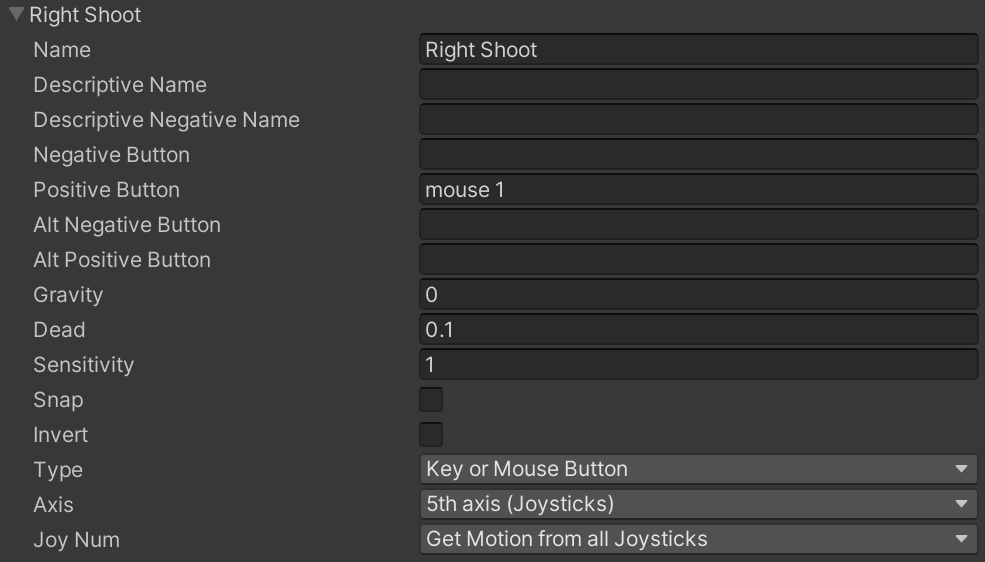 Right Shoot
Name Right Shoot
Descriptive Name
Descriptive Negative Name
Negative Button
Positive Button mouse 1
Alt Negative Button
Alt Positive Button
Gravity 0
Dead 0.1
Sensitivity 1
Snap
Invert
Type Key or Mouse Button
Axis 5th axis (Joysticks)
Joy Num Get Motion from all Joysticks